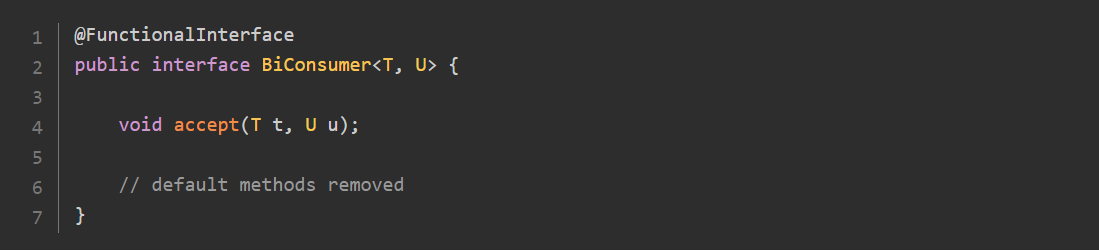 1 @FunctionalInterface
2 public interface BiConsumer<T, U> {
3
4     void accept(T t, U u);
5
6     // default methods removed
7 }